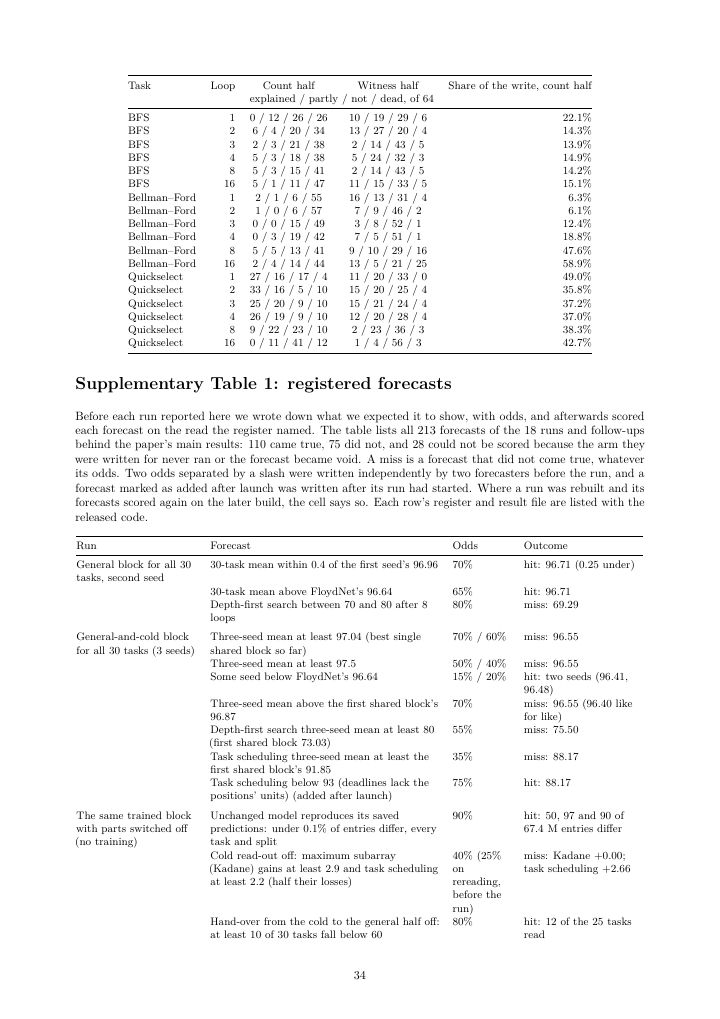 Task Loop Count half Witness half Share of the write, count half
explained / partly / not / dead, of 64
BFS 1 0 / 12 / 26 / 26 10 / 19 / 29 / 6 22.1%
BFS 2 6 / 4 / 20 / 34 13 / 27 / 20 / 4 14.3%
BFS 3 2 / 3 / 21 / 38 2 / 14 / 43 / 5 13.9%
BFS 4 5 / 3 / 18 / 38 5 / 24 / 32 / 3 14.9%
BFS 8 5 / 3 / 15 / 41 2 / 14 / 43 / 5 14.2%
BFS 16 5 / 1 / 11 / 47 11 / 15 / 33 / 5 15.1%
Bellman–Ford 1 2 / 1 / 6 / 55 16 / 13 / 31 / 4 6.3%
Bellman–Ford 2 1 / 0 / 6 / 57 7 / 9 / 46 / 2 6.1%
Bellman–Ford 3 0 / 0 / 15 / 49 3 / 8 / 52 / 1 12.4%
Bellman–Ford 4 0 / 3 / 19 / 42 7 / 5 / 51 / 1 18.8%
Bellman–Ford 8 5 / 5 / 13 / 41 9 / 10 / 29 / 16 47.6%
Bellman–Ford 16 2 / 4 / 14 / 44 13 / 5 / 21 / 25 58.9%
Quickselect 1 27 / 16 / 17 / 4 11 / 20 / 33 / 0 49.0%
Quickselect 2 33 / 16 / 5 / 10 15 / 20 / 25 / 4 35.8%
Quickselect 3 25 / 20 / 9 / 10 15 / 21 / 24 / 4 37.2%
Quickselect 4 26 / 19 / 9 / 10 12 / 20 / 28 / 4 37.0%
Quickselect 8 9 / 22 / 23 / 10 2 / 23 / 36 / 3 38.3%
Quickselect 16 0 / 11 / 41 / 12 1 / 4 / 56 / 3 42.7%
Supplementary Table 1: registered forecasts
Before each run reported here we wrote down what we expected it to show, with odds, and afterwards scored
each forecast on the read the register named. The table lists all 213 forecasts of the 18 runs and follow-ups
behind the paper's main results: 110 came true, 75 did not, and 28 could not be scored because the arm they
were written for never ran or the forecast became void. A miss is a forecast that did not come true, whatever
its odds. Two odds separated by a slash were written independently by two forecasters before the run, and a
forecast marked as added after launch was written after its run had started. Where a run was rebuilt and its
forecasts scored again on the later build, the cell says so. Each row's register and result file are listed with the
released code.
Run Forecast Odds Outcome
General block for all 30 30-task mean within 0.4 of the first seed's 96.96 70% hit: 96.71 (0.25 under)
tasks, second seed
30-task mean above FloydNet's 96.64 65% hit: 96.71
Depth-first search between 70 and 80 after 8 80% miss: 69.29
loops
General-and-cold block Three-seed mean at least 97.04 (best single 70% / 60% miss: 96.55
for all 30 tasks (3 seeds) shared block so far)
Three-seed mean at least 97.5 50% / 40% miss: 96.55
Some seed below FloydNet's 96.64 15% / 20% hit: two seeds (96.41,
96.48)
Three-seed mean above the first shared block's 70% miss: 96.55 (96.40 like
96.87 for like)
Depth-first search three-seed mean at least 80 55% miss: 75.50
(first shared block 73.03)
Task scheduling three-seed mean at least the 35% miss: 88.17
first shared block's 91.85
Task scheduling below 93 (deadlines lack the 75% hit: 88.17
positions' units) (added after launch)
The same trained block Unchanged model reproduces its saved 90% hit: 50, 97 and 90 of
with parts switched off predictions: under 0.1% of entries differ, every 67.4 M entries differ
(no training) task and split
Cold read-out off: maximum subarray 40% (25% miss: Kadane +0.00;
(Kadane) gains at least 2.9 and task scheduling on task scheduling +2.66
at least 2.2 (half their losses) rereading,
before the
run)
Hand-over from the cold to the general half off: 80% hit: 12 of the 25 tasks
at least 10 of 30 tasks fall below 60 read
34